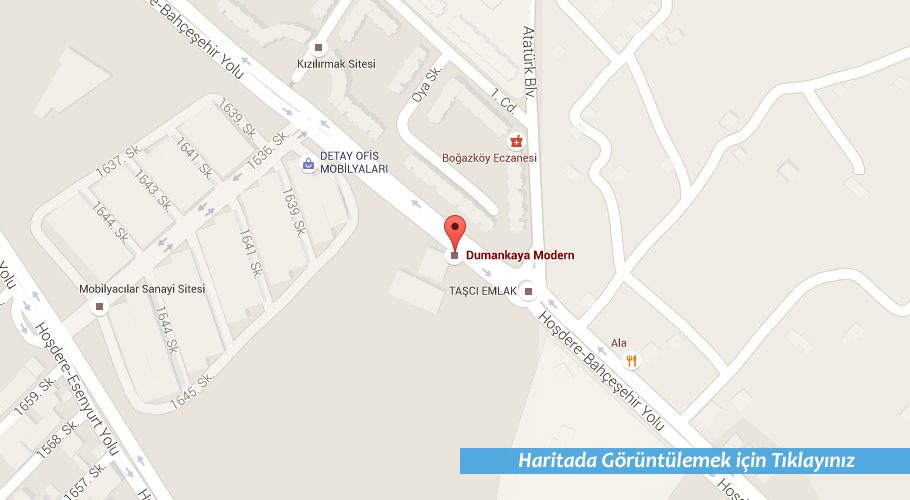 Hoşdere-Bahçeşehir Yolu
Kızılırmak Sitesi
Atatürk Blv.
Oya Sk.
1. Cd.
1639. Sk.
1636. Sk.
1637. Sk
1641. Sk.
1643. Sk.
1644. Sk.
DETAY OFİS
MOBİLYALARI
Boğazköy Eczanesi
1639. Sk.
1641. Sk.
Dumankaya Modern
Mobilyacılar Sanayi Sitesi
TAŞCI EMLAK
1644. Sk.
Yolu
Hoşdere-Esenyurt Yolu
Hoşdere-Bahçeşehir Yolu
Ala
1645. Sk.
1659. Sk.
1568. Sk.
1657. Sk.
Haritada Görüntülemek için Tıklayınız